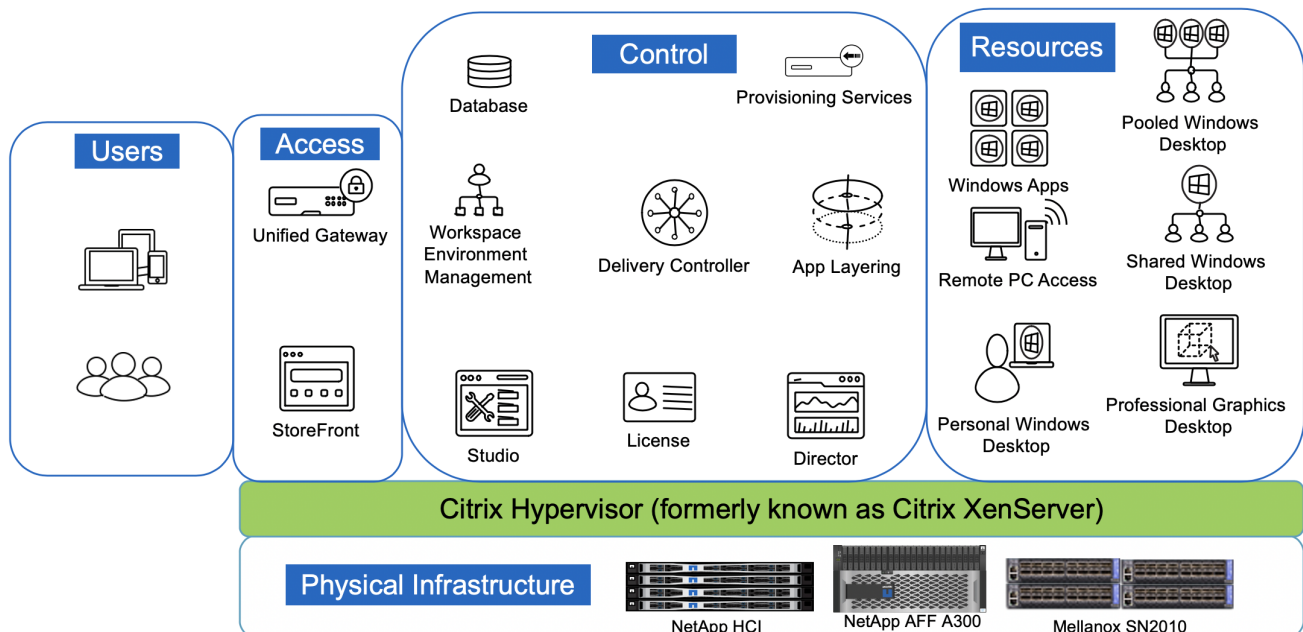 Users
Access
Unified Gateway
StoreFront
Control
Database
Provisioning Services
Workspace
Environment
Management
Delivery Controller
App Layering
Studio
License
Director
Resources
Windows Apps
Pooled Windows
Desktop
Remote PC Access
Shared Windows
Desktop
Personal Windows
Desktop
Professional Graphics
Desktop
Citrix Hypervisor (formerly known as Citrix XenServer)
Physical Infrastructure
NetApp HCI
NetApp AFF A300
Mellanox SN2010